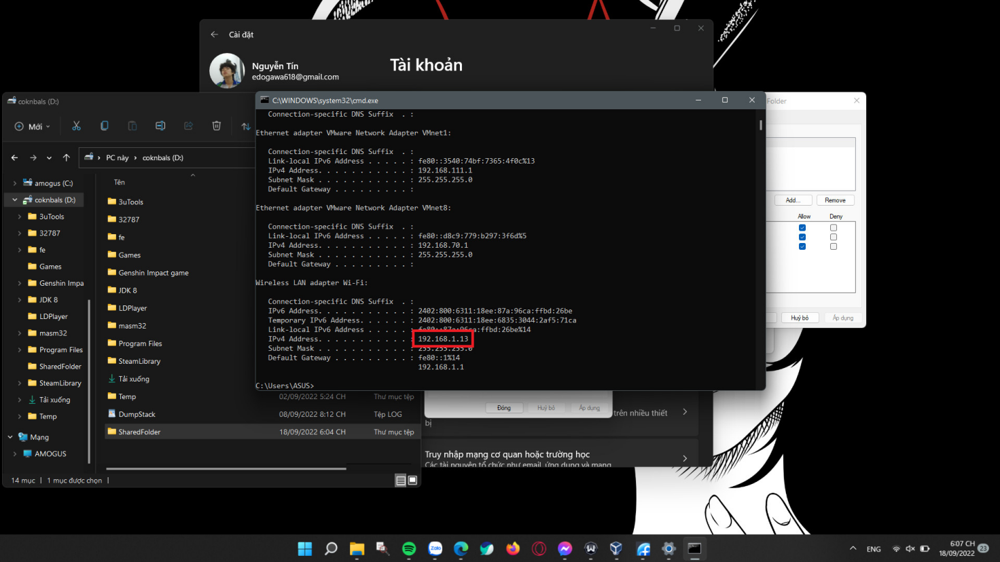 Cài đặt
Nguyễn Tín
edogawa618@gmail.com
Tài khoản
coknbals (D:)
Mới
PC này › coknbals (D:)
amogus (C:)
coknbals (D:)
3uTools
32787
fe
Games
Genshin Impa
JDK 8
LDPlayer
masm32
Program Files
SharedFolder
SteamLibrary
Tải xuống
Temp
Mạng
AMOGUS
Tên
3uTools
32787
fe
Games
Genshin Impact game
JDK 8
LDPlayer
masm32
Program Files
SteamLibrary
Tải xuống
Temp 02/09/2022 5:24 CH Thư mục tệp
DumpStack 08/09/2022 8:12 CH Tệp LOG
SharedFolder 18/09/2022 6:04 CH Thư mục tệp
14 mục | 1 mục được chọn |
C:\WINDOWS\system32\cmd.exe
Connection-specific DNS Suffix . :
Ethernet adapter VMware Network Adapter VMnet1:
Connection-specific DNS Suffix . :
Link-local IPv6 Address . . . . . : fe80::3540:74bf:7365:4f0c%13
IPv4 Address. . . . . . . . . . . : 192.168.111.1
Subnet Mask . . . . . . . . . . . : 255.255.255.0
Default Gateway . . . . . . . . . :
Ethernet adapter VMware Network Adapter VMnet8:
Connection-specific DNS Suffix . :
Link-local IPv6 Address . . . . . : fe80::d8c9:779:b297:3f6d%5
IPv4 Address. . . . . . . . . . . : 192.168.70.1
Subnet Mask . . . . . . . . . . . : 255.255.255.0
Default Gateway . . . . . . . . . :
Wireless LAN adapter Wi-Fi:
Connection-specific DNS Suffix . :
IPv6 Address. . . . . . . . . . . : 2402:800:6311:18ee:87a:96ca:ffbd:26be
Temporary IPv6 Address. . . . . . : 2402:800:6311:18ee:6835:3044:2af5:71ca
Link-local IPv6 Address . . . . . : fe80::87a:96ca:ffbd:26be%14
IPv4 Address. . . . . . . . . . . : 192.168.1.13
Subnet Mask . . . . . . . . . . . : 255.255.255.0
Default Gateway . . . . . . . . . : fe80::1%14
192.168.1.1
C:\Users\ASUS>
Folder
Add... Remove
Allow Deny
Huỷ bỏ Áp dụng
Đóng Huỷ bỏ Áp dụng
trên nhiều thiết
bị
Truy nhập mạng cơ quan hoặc trường học
Các tài nguyên tổ chức như email, ứng dụng và mạng
Zalo
ENG
6:07 CH
18/09/2022
23